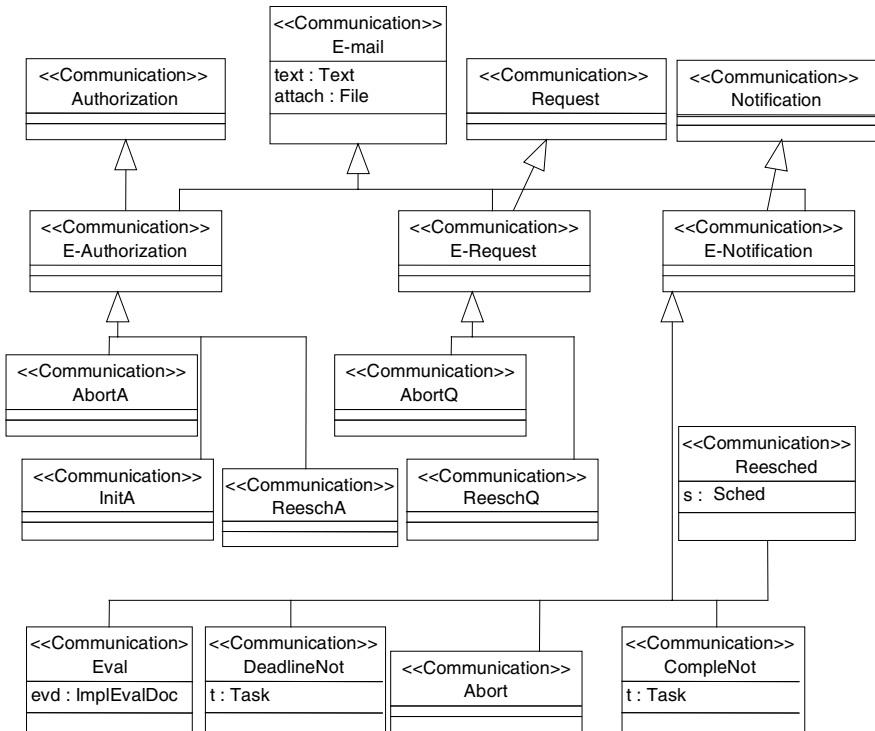 <<Communication>>
E-mail
text : Text
attach : File
<<Communication>>
Authorization
<<Communication>>
Request
<<Communication>>
Notification
<<Communication>>
E-Authorization
<<Communication>>
E-Request
<<Communication>>
E-Notification
<<Communication>>
AbortA
<<Communication>>
AbortQ
<<Communication>>
Reesched
s : Sched
<<Communication>>
InitA
<<Communication>>
ReeschA
<<Communication>>
ReeschQ
<<Communication>
Eval
evd : ImplEvalDoc
<<Communication>>
DeadlineNot
t : Task
<<Communication>>
Abort
<<Communication>>
CompleNot
t : Task